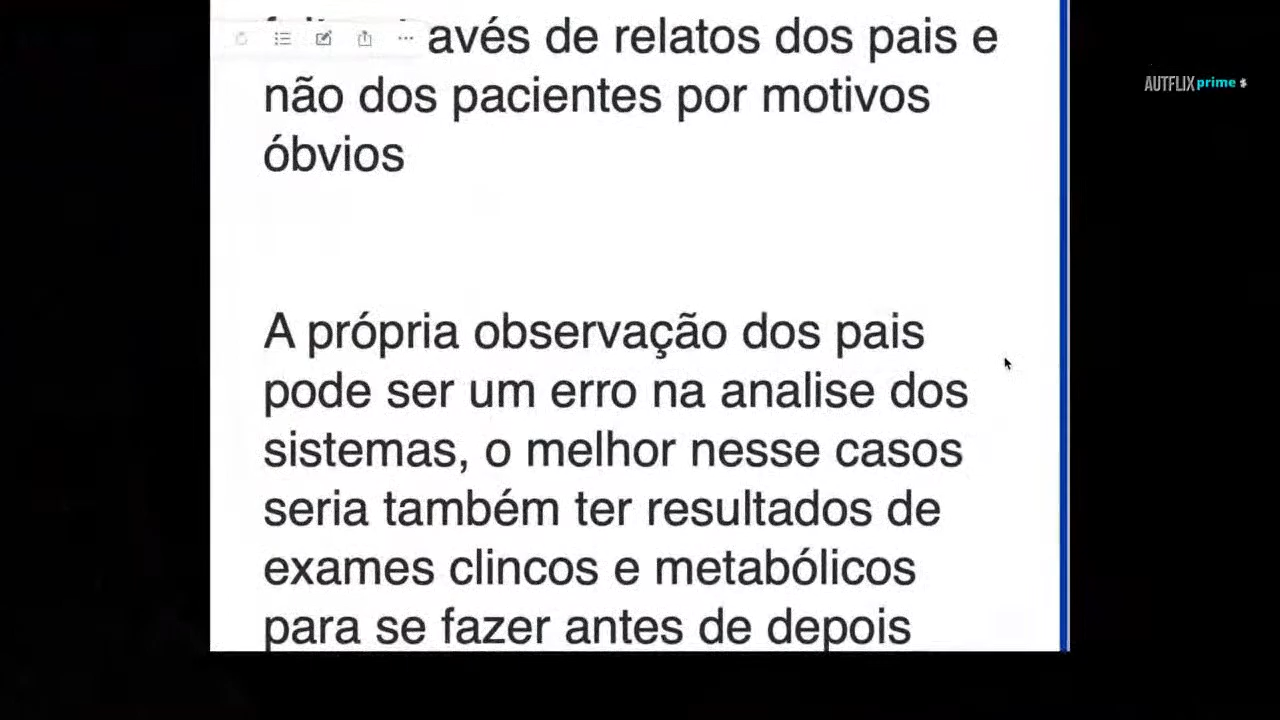 avés de relatos dos pais e
não dos pacientes por motivos
óbvios
AUTFLIX prime
A própria observação dos pais
pode ser um erro na analise dos
sistemas, o melhor nesse casos
seria também ter resultados de
exames clincos e metabólicos
para se fazer antes de depois